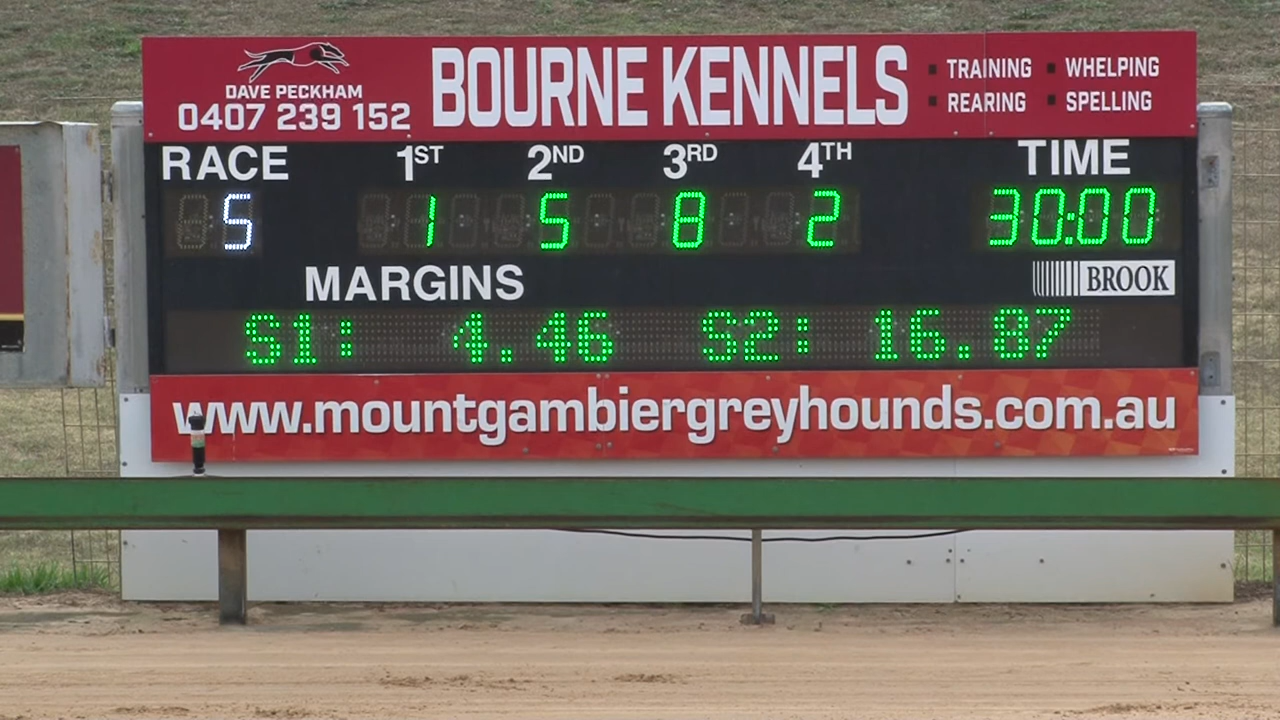 DAVE PECKHAM
0407 239 152
BOURNE KENNELS
TRAINING WHELPING
REARING SPELLING
RACE 1ST 2ND 3RD 4TH TIME
5 1 5 8 2 30:00
MARGINS
BROOK
S1: 4.46 S2: 16.87
www.mountgambiergreyhounds.com.au